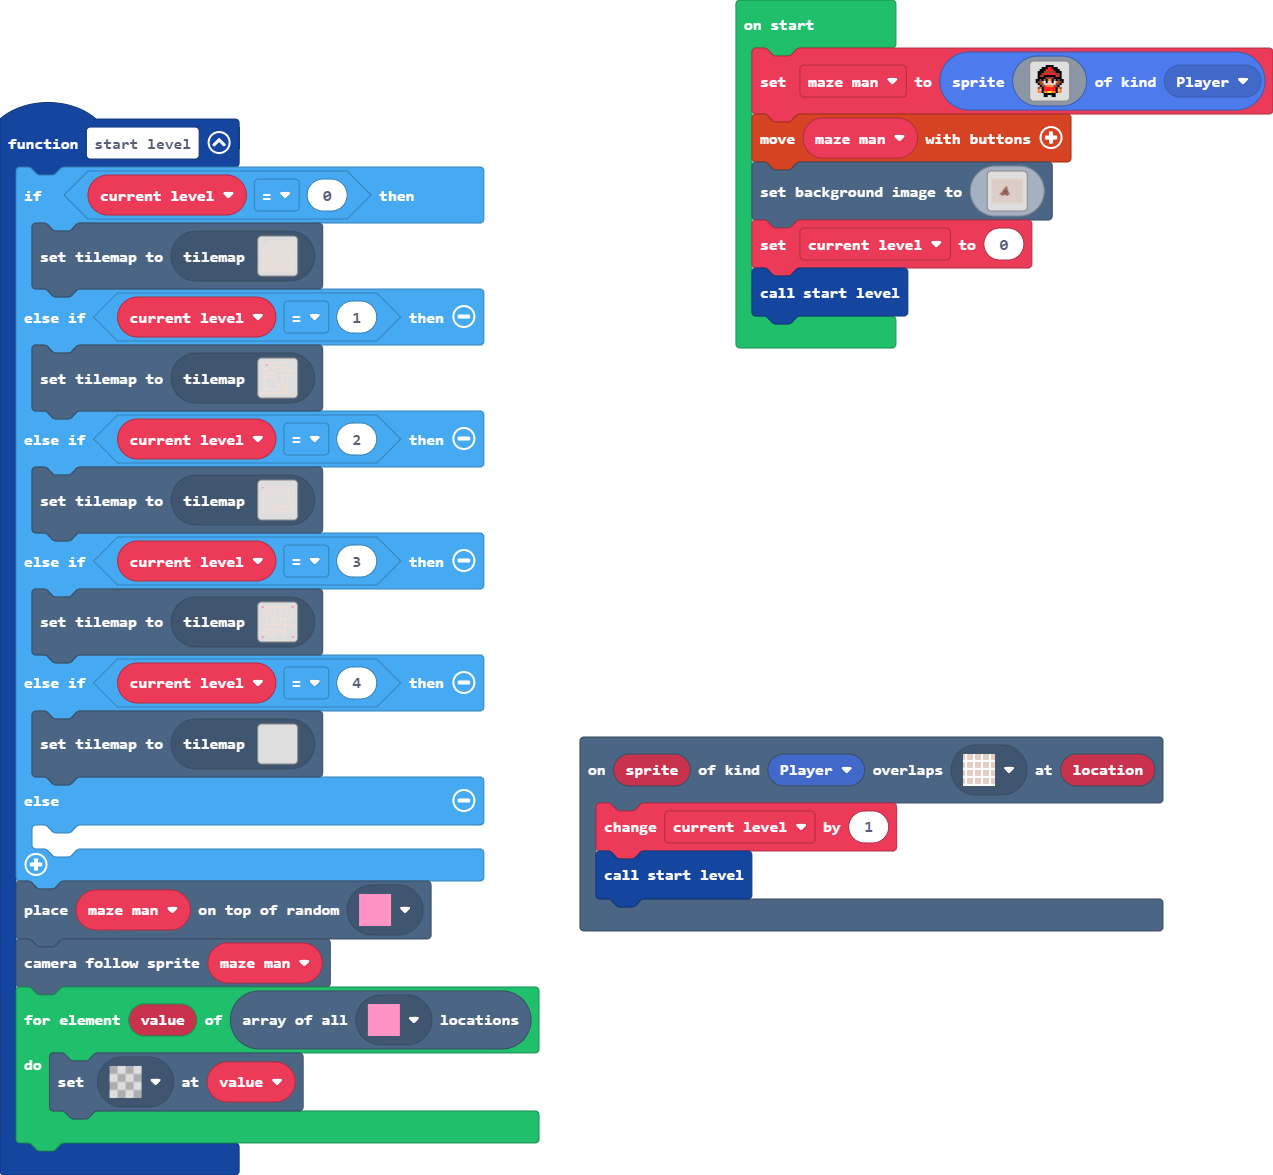 function start level
if current level = 0 then
set tilemap to tilemap
else if current level = 1 then
set tilemap to tilemap
else if current level = 2 then
set tilemap to tilemap
else if current level = 3 then
set tilemap to tilemap
else if current level = 4 then
set tilemap to tilemap
else
place maze man on top of random
camera follow sprite maze man
for element value of array of all locations
do
set at value
on start
set maze man to sprite of kind Player
move maze man with buttons
set background image to
set current level to 0
call start level
on sprite of kind Player overlaps at location
change current level by 1
call start level